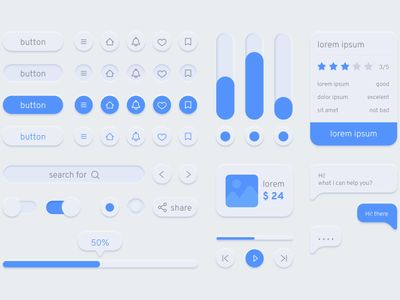 button
button
button
button
search for
share
50%
lorem
$ 24
lorem ipsum
3/5
lorem ipsum good
dolor ipsum excelent
sit amet not bad
lorem ipsum
Hi!
what I can help you?
Hi! there
....